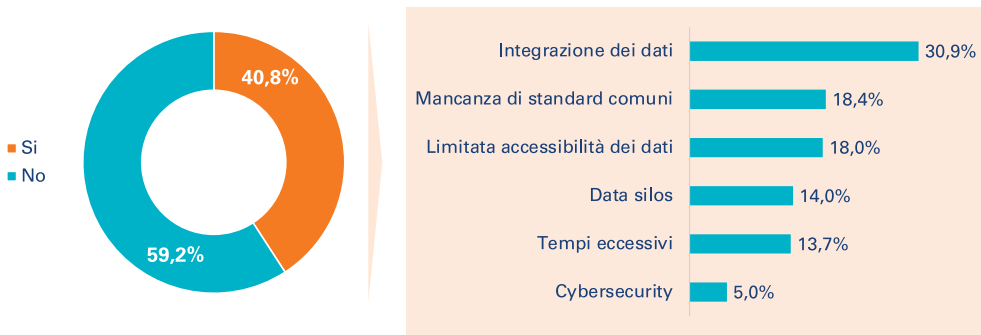 Si
No
40,8%
59,2%
Integrazione dei dati 30,9%
Mancanza di standard comuni 18,4%
Limitata accessibilità dei dati 18,0%
Data silos 14,0%
Tempi eccessivi 13,7%
Cybersecurity 5,0%